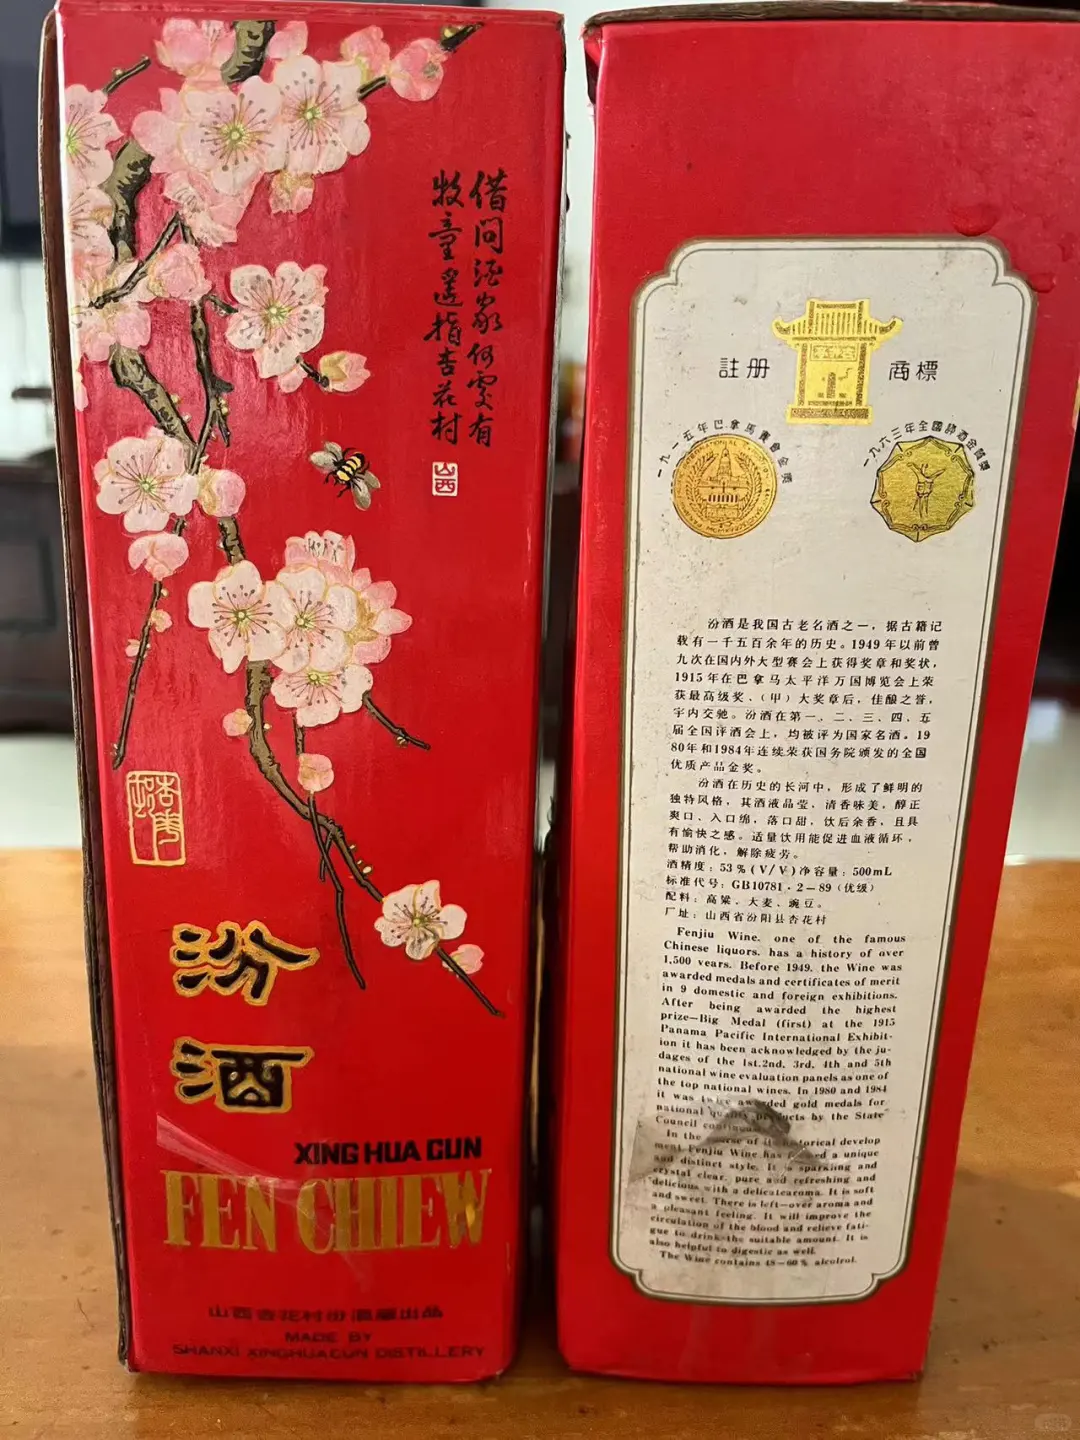 借问酒家何处有
牧童遥指杏花村
山西
汾
酒
XING HUA CUN
FEN CHIEW
山西杏花村汾酒厂出品
MADE BY
SHANXI XINGHUACUN DISTILLERY
註册 商標
一九一五年巴拿馬賽會金獎
一九六三年全國評酒金質獎
汾酒是我国古老名酒之一，据古籍记
载有一千五百余年的历史。1949年以前曾
九次在国内外大型赛会上获得奖章和奖状，
1915年在巴拿马太平洋万国博览会上荣
获最高级奖、（甲）大奖章后，佳酿之誉，
宇内交驰。汾酒在第一、二、三、四、五
届全国评酒会上，均被评为国家名酒。19
80年和1984年连续荣获国务院颁发的全国
优质产品金奖。
汾酒在历史的长河中，形成了鲜明的
独特风格，其酒液晶莹，清香味美，醇正
爽口、入口绵，落口甜，饮后余香，且具
有愉快之感。适量饮用能促进血液循环，
帮助消化，解除疲劳。
酒精度：53%(V/V)净容量：500mL
标准代号：GB10781·2—89（优级）
配料：高粱、大麦、豌豆。
厂址：山西省汾阳县杏花村
Fenjiu Wine, one of the famous
Chinese liquors, has a history of over
1,500 years. Before 1949, the Wine was
awarded medals and certificates of merit
in 9 domestic and foreign exhibitions.
After being awarded the highest
prize—Big Medal (first) at the 1915
Panama Pacific International Exhibit-
ion it has been acknowledged by the ju-
dages of the 1st,2nd, 3rd, 4th and 5th
national wine evaluation panels as one of
the top national wines. In 1980 and 1984
it was twice awarded gold medals for
national quality products by the State
Council
In the course of its historical develop
ment Fenjiu Wine has formed a unique
and distinct style. It is sparking and
crystal clear, pure and refreshing and
delicious with a delicatearoma. It is soft
and sweet. There is left—over aroma and
a pleasant feeling. It will improve the
circulation of the blood and relieve fati-
gue to drink the suitable amount. It is
also helpful to digestic as well.
The Wine contains 48—60% alcolrol.